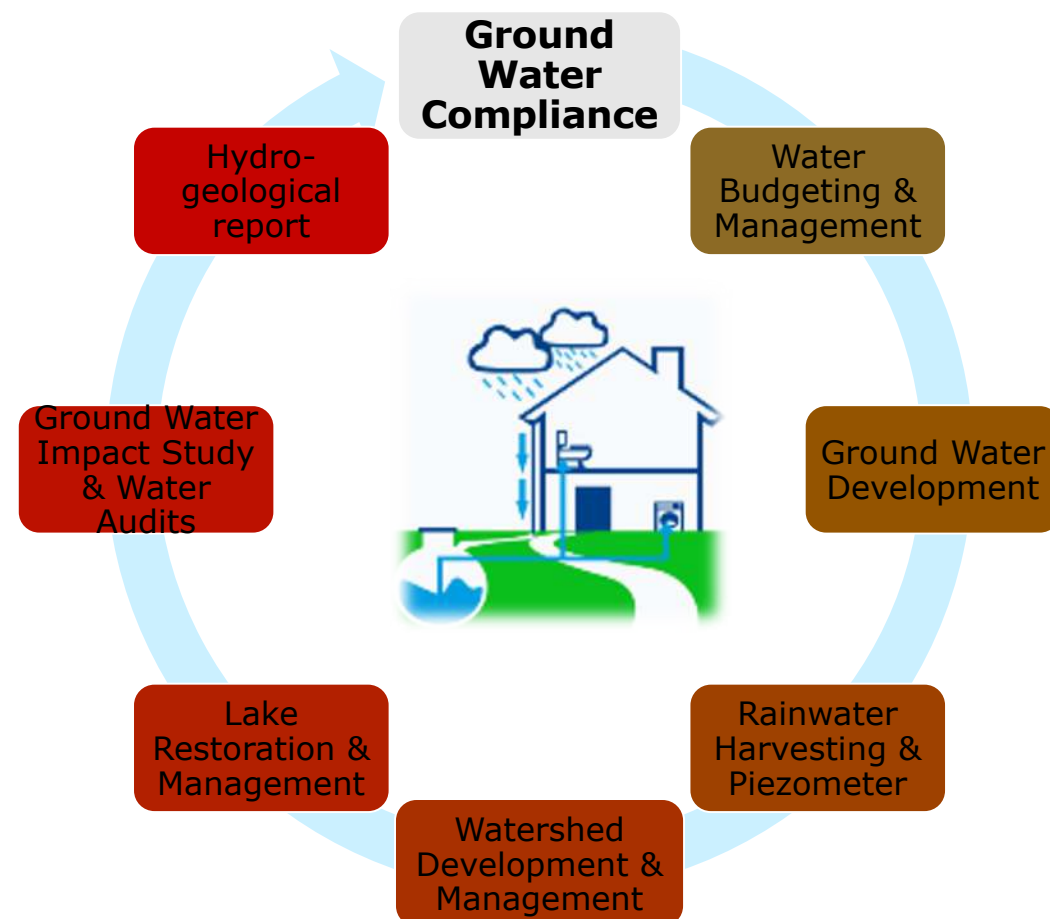 Ground
Water
Compliance
Water
Budgeting &
Management
Ground Water
Development
Rainwater
Harvesting &
Piezometer
Watershed
Development &
Management
Lake
Restoration &
Management
Ground Water
Impact Study
& Water
Audits
Hydro-
geological
report